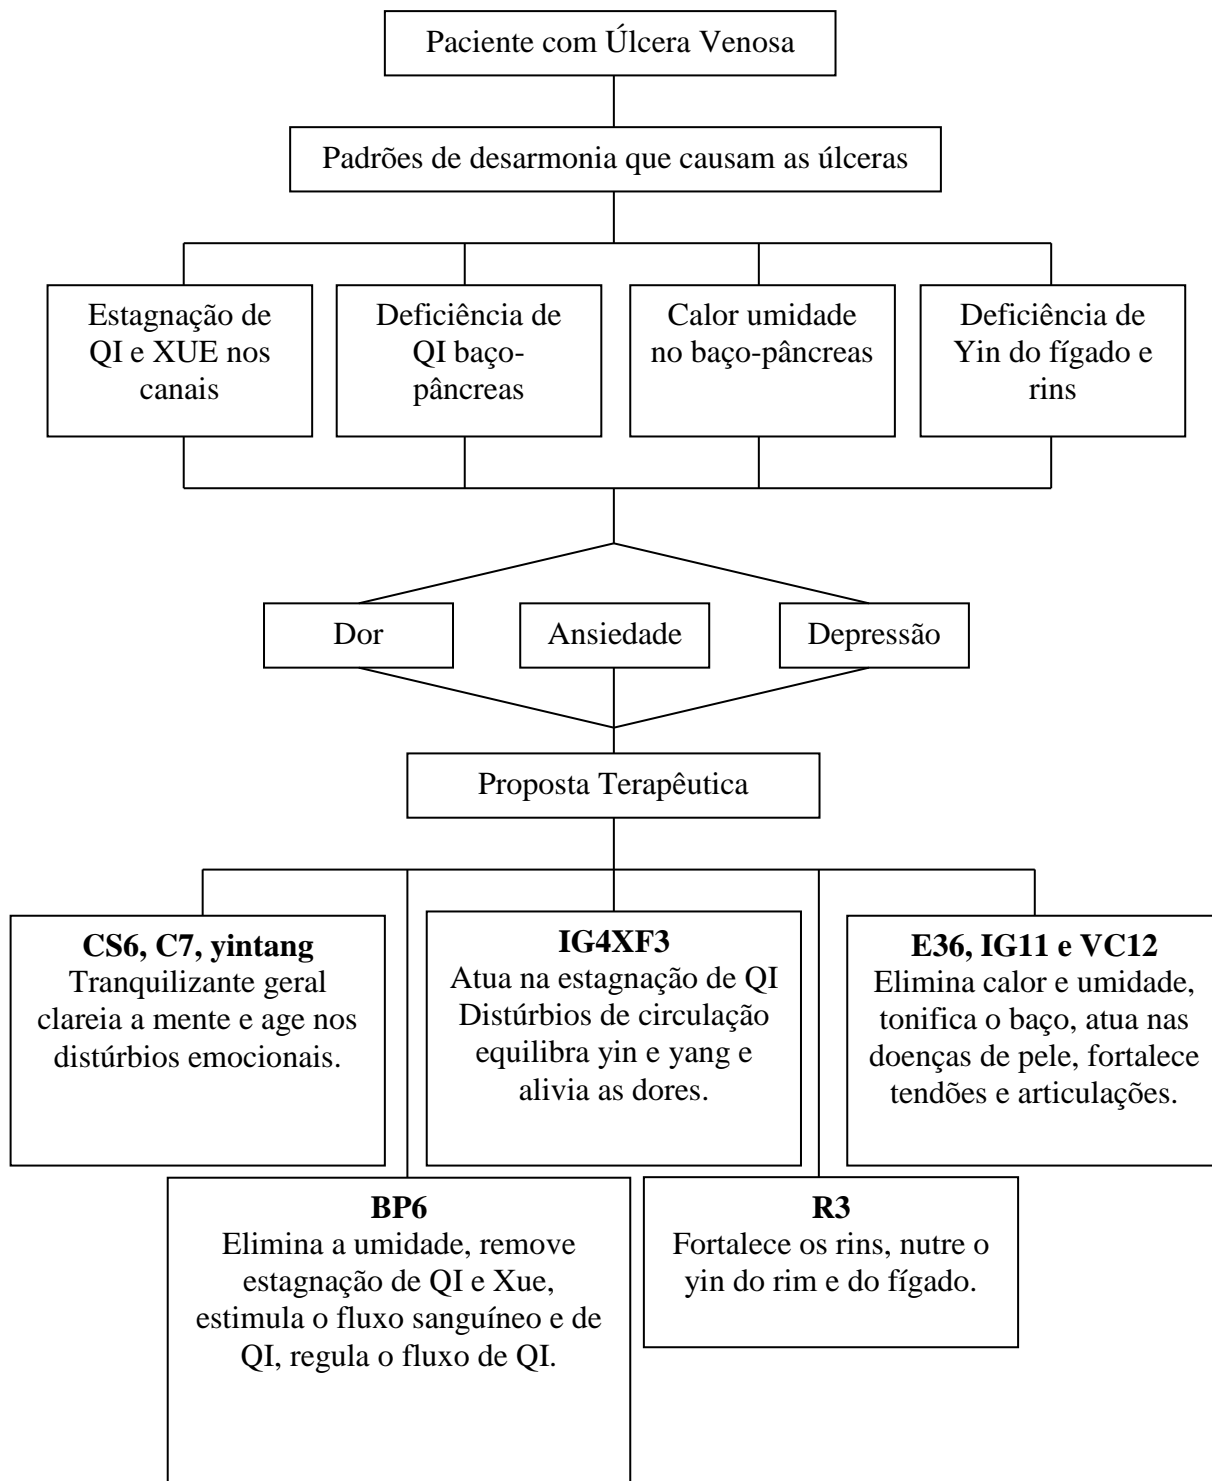 Paciente com Úlcera Venosa
Padrões de desarmonia que causam as úlceras
Estagnação de
QI e XUE nos
canais
Deficiência de
QI baço-
pâncreas
Calor umidade
no baço-pâncreas
Deficiência de
Yin do fígado e
rins
Dor
Ansiedade
Depressão
Proposta Terapêutica
CS6, C7, yintang
Tranquilizante geral
clareia a mente e age nos
distúrbios emocionais.
IG4XF3
Atua na estagnação de QI
Distúrbios de circulação
equilibra yin e yang e
alivia as dores.
E36, IG11 e VC12
Elimina calor e umidade,
tonifica o baço, atua nas
doenças de pele, fortalece
tendões e articulações.
BP6
Elimina a umidade, remove
estagnação de QI e Xue,
estimula o fluxo sanguíneo e de
QI, regula o fluxo de QI.
R3
Fortalece os rins, nutre o
yin do rim e do fígado.